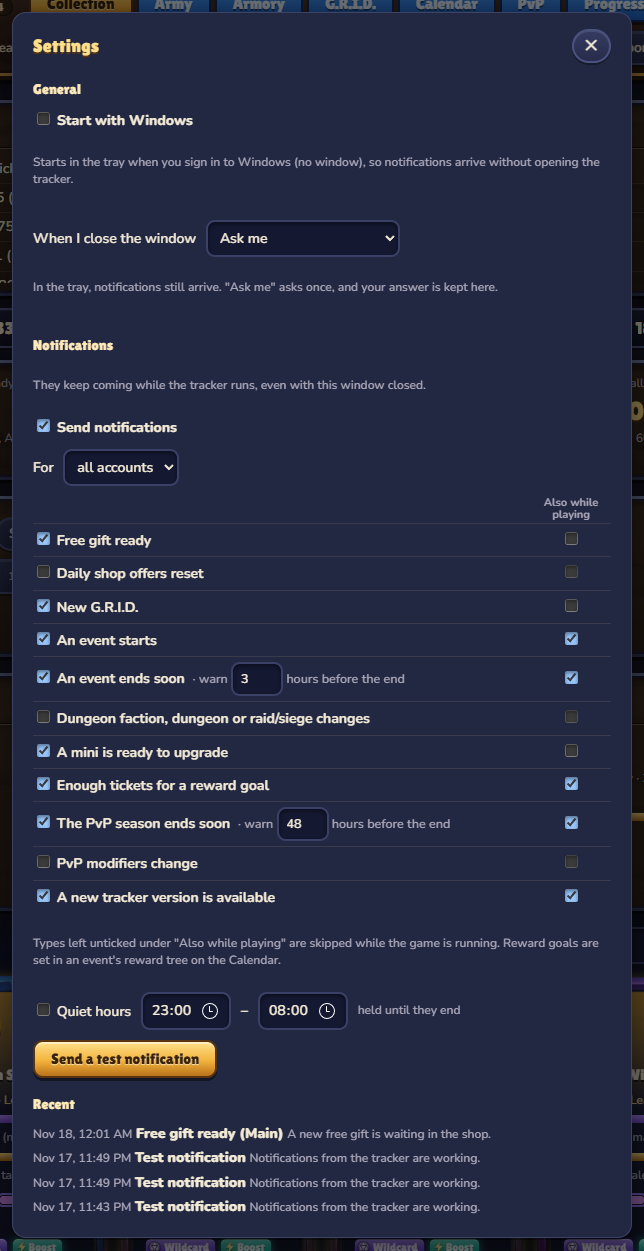 Collection Army Armory G.R.I.D. Calendar PvP Progress
Settings
General
Start with Windows
Starts in the tray when you sign in to Windows (no window), so notifications arrive without opening the
tracker.
When I close the window Ask me
In the tray, notifications still arrive. "Ask me" asks once, and your answer is kept here.
Notifications
They keep coming while the tracker runs, even with this window closed.
Send notifications
For all accounts
Also while
playing
Free gift ready
Daily shop offers reset
New G.R.I.D.
An event starts
An event ends soon · warn 3 hours before the end
Dungeon faction, dungeon or raid/siege changes
A mini is ready to upgrade
Enough tickets for a reward goal
The PvP season ends soon · warn 48 hours before the end
PvP modifiers change
A new tracker version is available
Types left unticked under "Also while playing" are skipped while the game is running. Reward goals are
set in an event's reward tree on the Calendar.
Quiet hours 23:00 – 08:00 held until they end
Send a test notification
Recent
Nov 18, 12:01 AM Free gift ready (Main) A new free gift is waiting in the shop.
Nov 17, 11:49 PM Test notification Notifications from the tracker are working.
Nov 17, 11:49 PM Test notification Notifications from the tracker are working.
Nov 17, 11:43 PM Test notification Notifications from the tracker are working.
Boost Wildcard Boost Wildcard Boost Wildcard